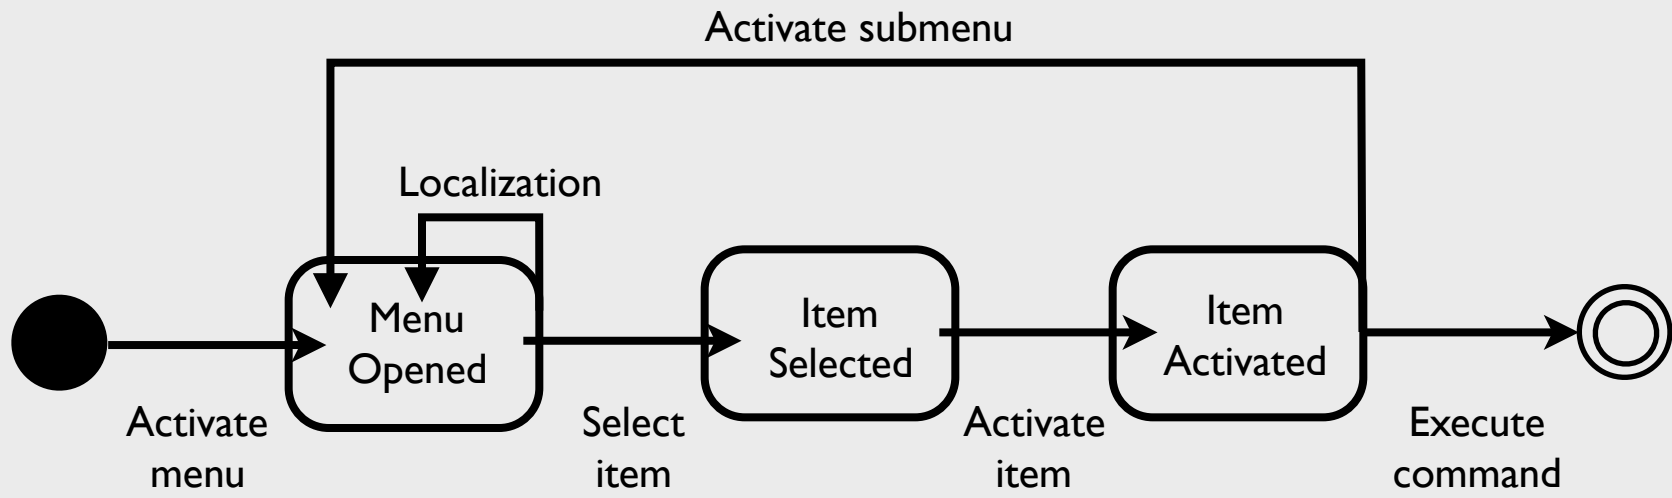 Activate submenu
Localization
Menu
Opened
Item
Selected
Item
Activated
Activate
menu
Select
item
Activate
item
Execute
command